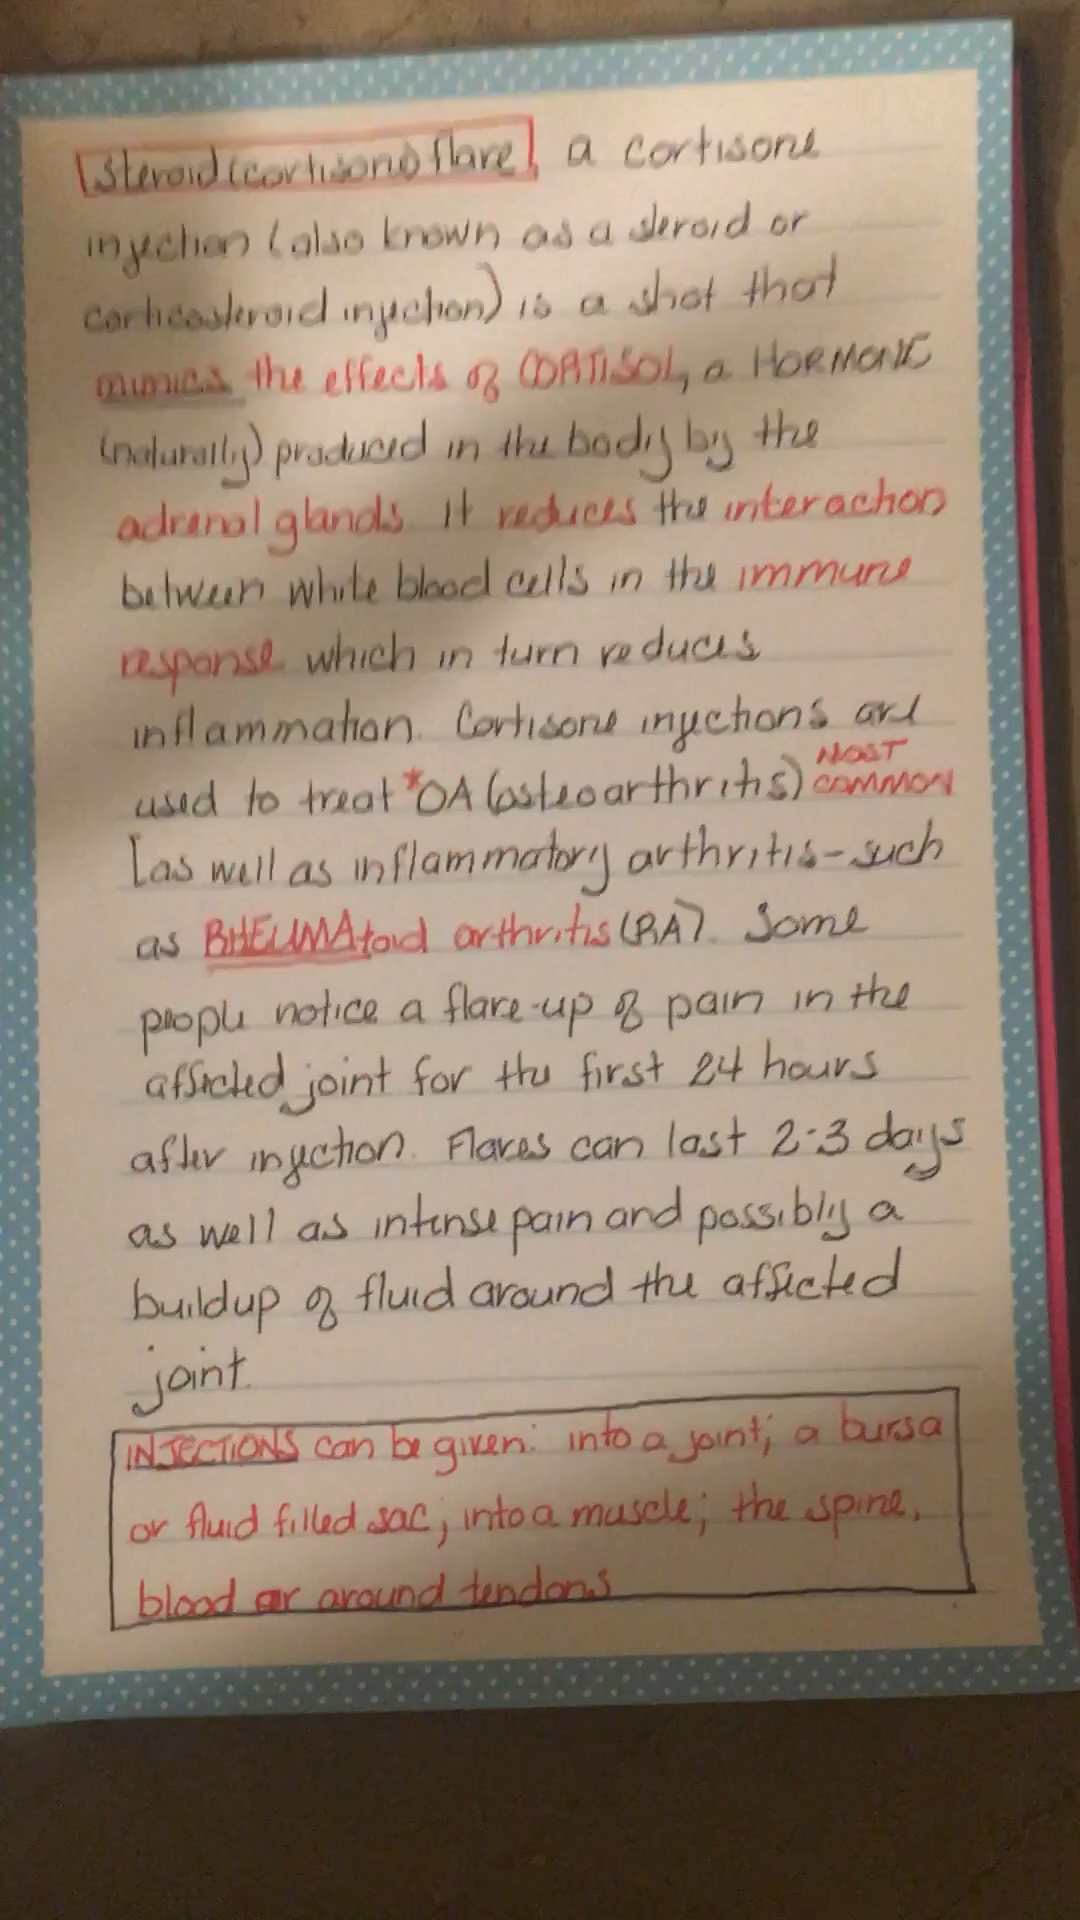 steroid (cortisone) flare, a cortisone
injection (also known as a steroid or
corticosteroid injection) is a shot that
mimics the effects of CORTISOL, a HORMONE
(naturally) produced in the body by the
adrenal glands. It reduces the interaction
between white blood cells in the immune
response which in turn reduces
inflammation. Cortisone injections are
used to treat *OA (osteoarthritis) MOST COMMON
[as well as inflammatory arthritis-such
as RHEUMAtoid arthritis (RA)]. Some
people notice a flare-up of pain in the
affected joint for the first 24 hours
after injection. Flares can last 2-3 days
as well as intense pain and possibly a
buildup of fluid around the affected
joint.
INJECTIONS can be given: into a joint; a bursa
or fluid filled sac; into a muscle; the spine,
blood or around tendons